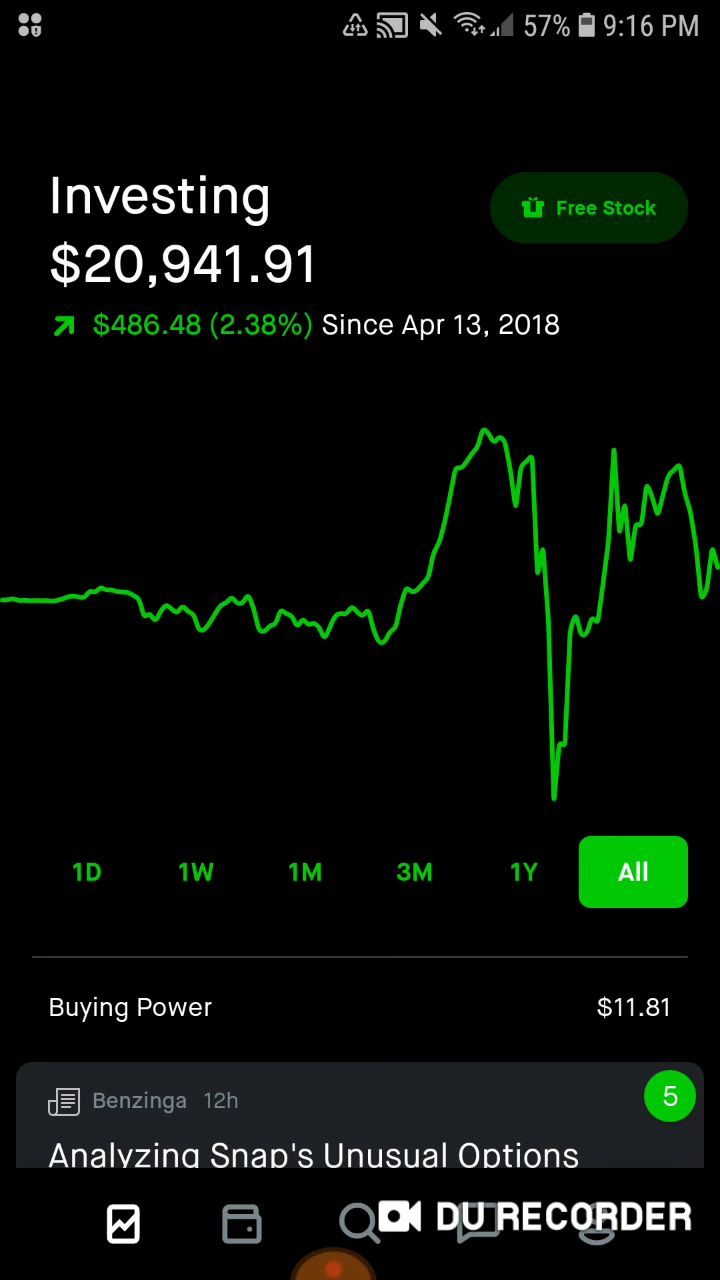 57% 9:16 PM
Investing
Free Stock
$20,941.91
$486.48 (2.38%) Since Apr 13, 2018
1D 1W 1M 3M 1Y All
Buying Power $11.81
Benzinga 12h 5
Analyzing Snap's Unusual Options
DU RECORDER